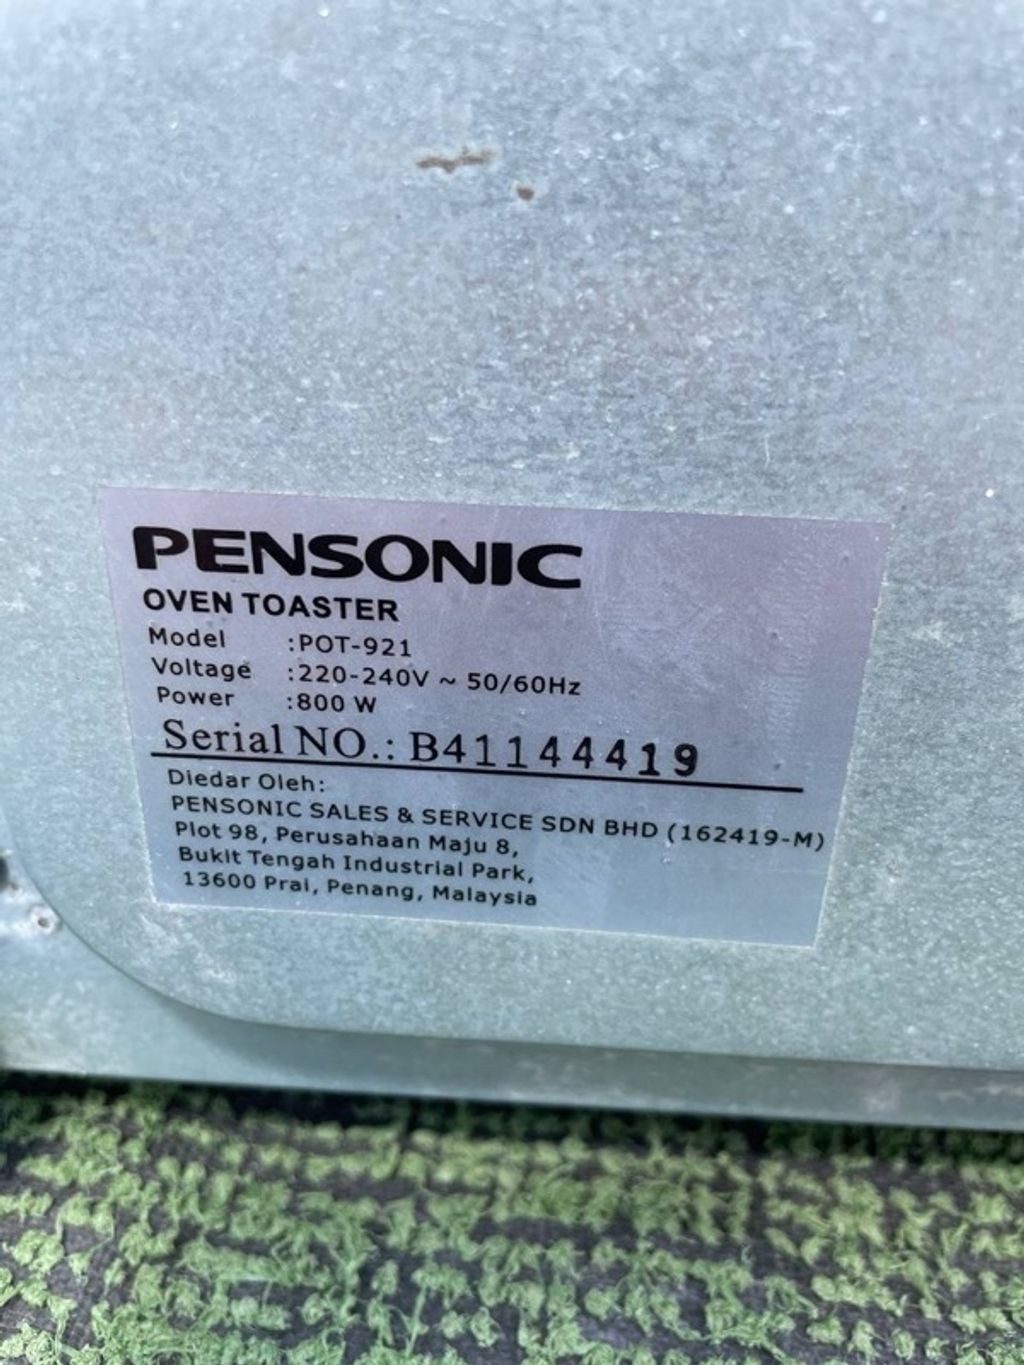 PENSONIC
OVEN TOASTER
Model :POT-921
Voltage :220-240V ~ 50/60Hz
Power :800 W
Serial NO.: B41144419
Diedar Oleh:
PENSONIC SALES & SERVICE SDN BHD (162419-M)
Plot 98, Perusahaan Maju 8,
Bukit Tengah Industrial Park,
13600 Prai, Penang, Malaysia